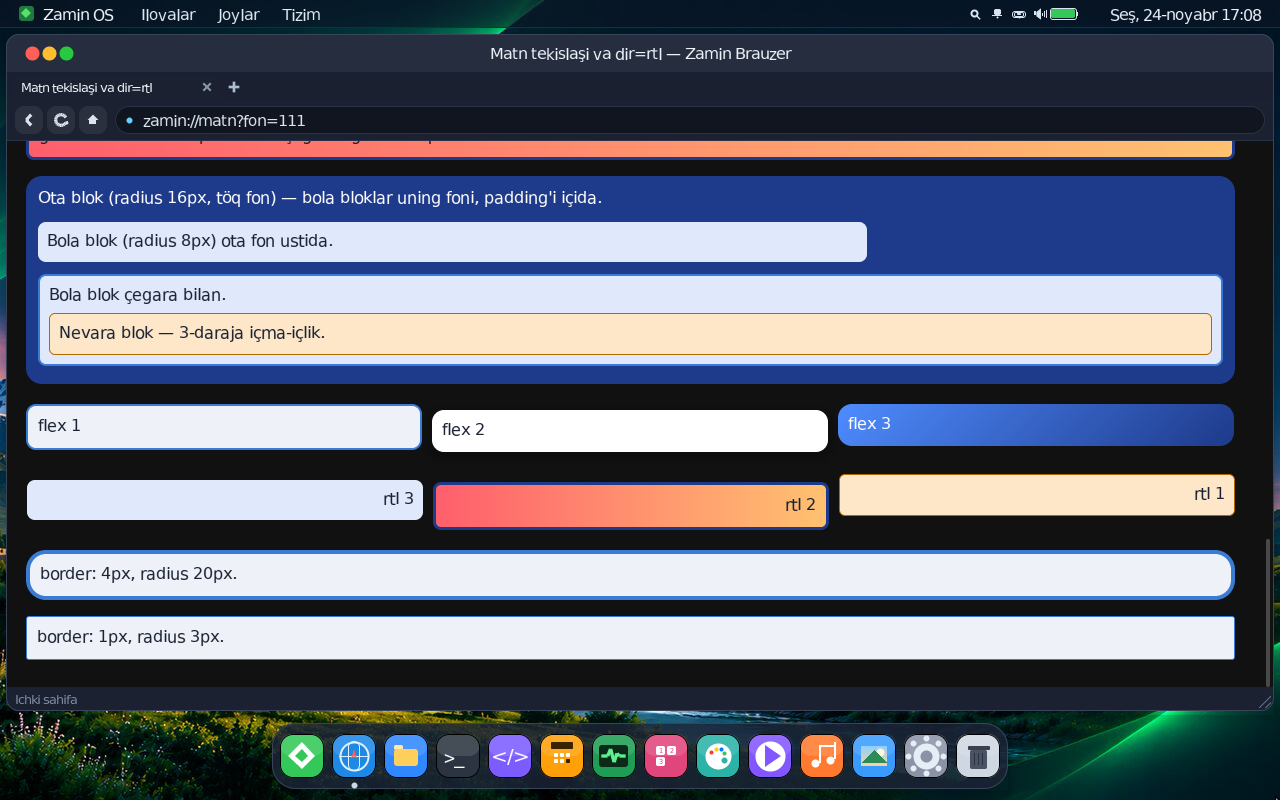 Zamin OS Ilovalar Joylar Tizim Seş, 24-noyabr 17:08
Matn tekislaşi va dir=rtl — Zamin Brauzer
Matn tekislaşi va dir=rtl
zamin://matn?fon=111
Ota blok (radius 16px, töq fon) — bola bloklar uning foni, padding'i içida.
Bola blok (radius 8px) ota fon ustida.
Bola blok çegara bilan.
Nevara blok — 3-daraja içma-içlik.
flex 1 flex 2 flex 3
rtl 3 rtl 2 rtl 1
border: 4px, radius 20px.
border: 1px, radius 3px.
Ichki sahifa
>_ </> 1 2 3